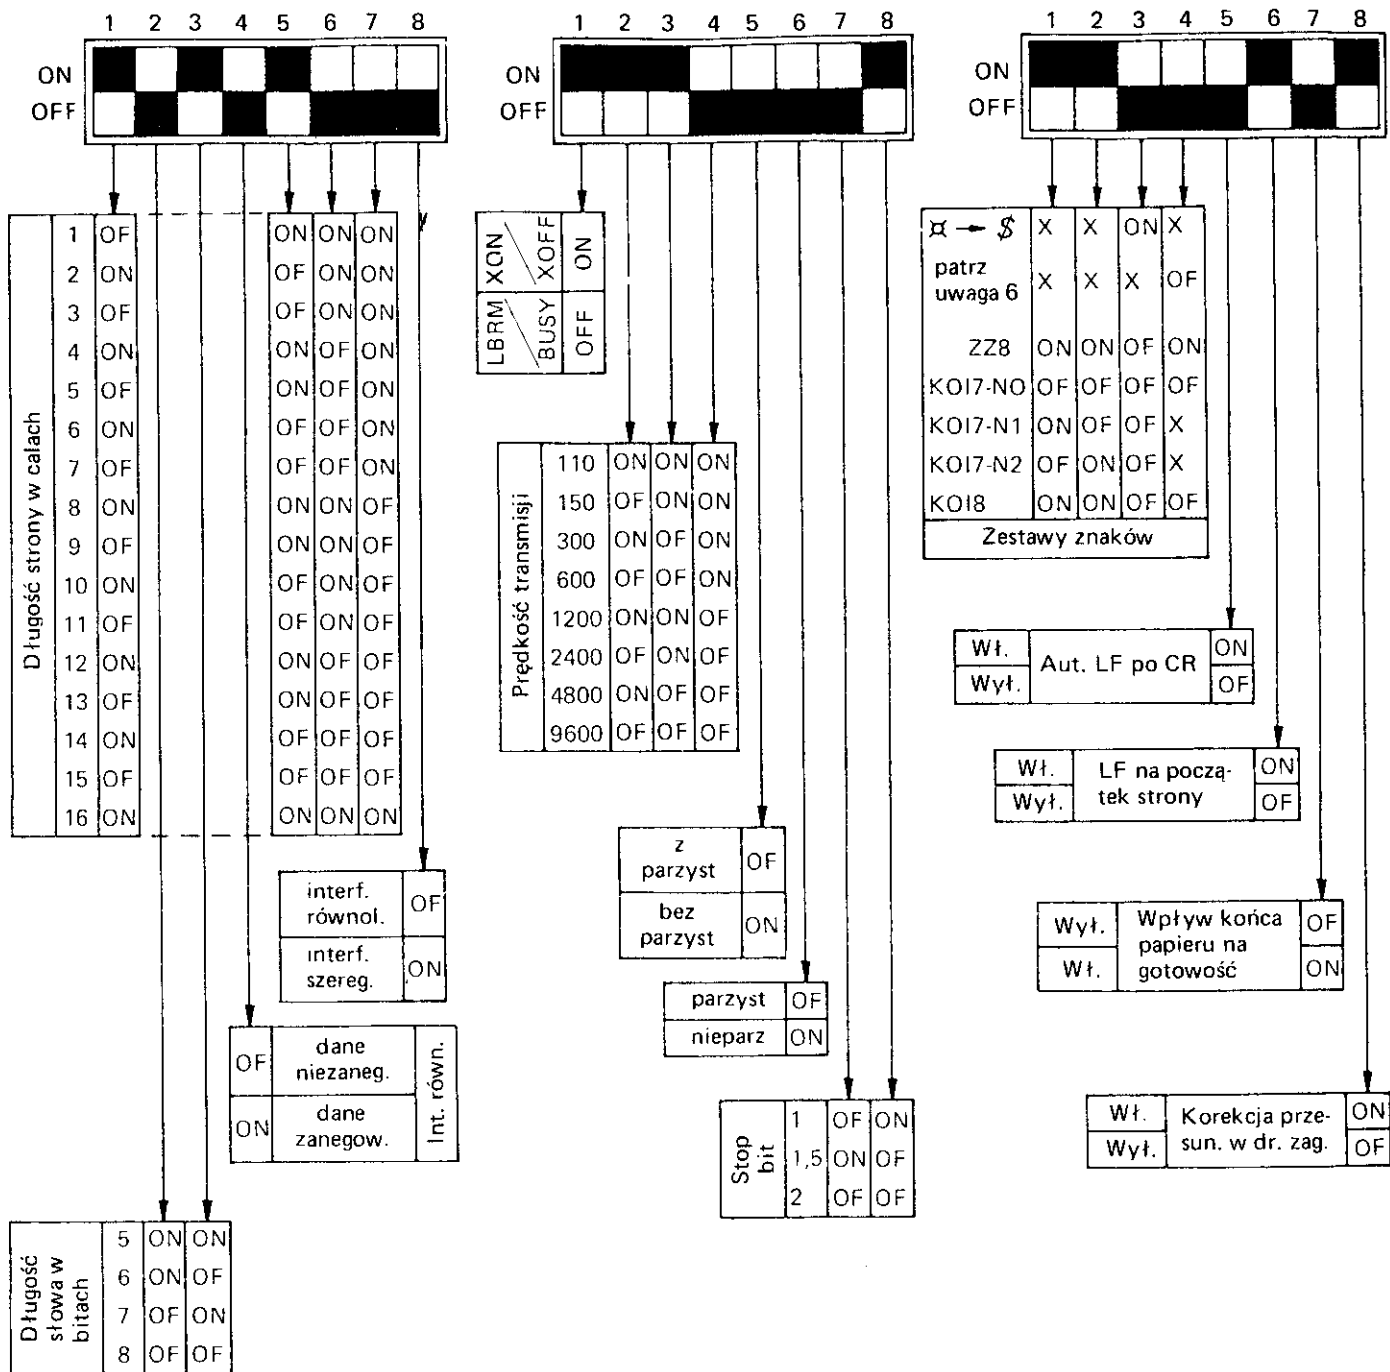 1 2 3 4 5 6 7 8
ON
OFF
Długość strony w calach
1 OF ON ON ON
2 ON OF ON ON
3 OF OF ON ON
4 ON ON OF ON
5 OF ON OF ON
6 ON OF OF ON
7 OF OF OF ON
8 ON ON ON OF
9 OF ON ON OF
10 ON OF ON OF
11 OF OF ON OF
12 ON ON OF OF
13 OF ON OF OF
14 ON OF OF OF
15 OF OF OF OF
16 ON ON ON ON
interf. równol. OF
interf. szereg. ON
OF dane niezaneg.
ON dane zanegow.
Int. równ.
Długość słowa w bitach
5 ON ON
6 ON OF
7 OF ON
8 OF OF
1 2 3 4 5 6 7 8
ON
OFF
XON/XOFF ON
LBRM/BUSY OFF
Prędkość transmisji
110 ON ON ON
150 OF ON ON
300 ON OF ON
600 OF OF ON
1200 ON ON OF
2400 OF ON OF
4800 ON OF OF
9600 OF OF OF
z parzyst OF
bez parzyst ON
parzyst OF
nieparz ON
Stop bit
1 OF ON
1,5 ON OF
2 OF OF
1 2 3 4 5 6 7 8
ON
OFF
¤ → $ X X ON X
patrz uwaga 6 X X X OF
ZZ8 ON ON OF ON
KOI7-NO OF OF OF OF
KOI7-N1 ON OF OF X
KOI7-N2 OF ON OF X
KOI8 ON ON OF OF
Zestawy znaków
Wł. ON
Wył. OF
Aut. LF po CR
Wł. ON
Wył. OF
LF na począ-
tek strony
Wył. OF
Wł. ON
Wpływ końca
papieru na
gotowość
Wł. ON
Wył. OF
Korekcja prze-
sun. w dr. zag.